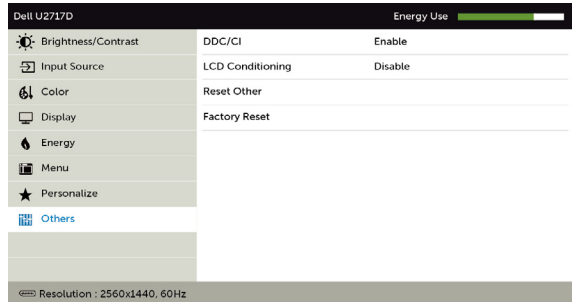 Dell U2717D Energy Use
Brightness/Contrast DDC/CI Enable
Input Source LCD Conditioning Disable
Color Reset Other
Display Factory Reset
Energy
Menu
Personalize
Others
Resolution : 2560x1440, 60Hz